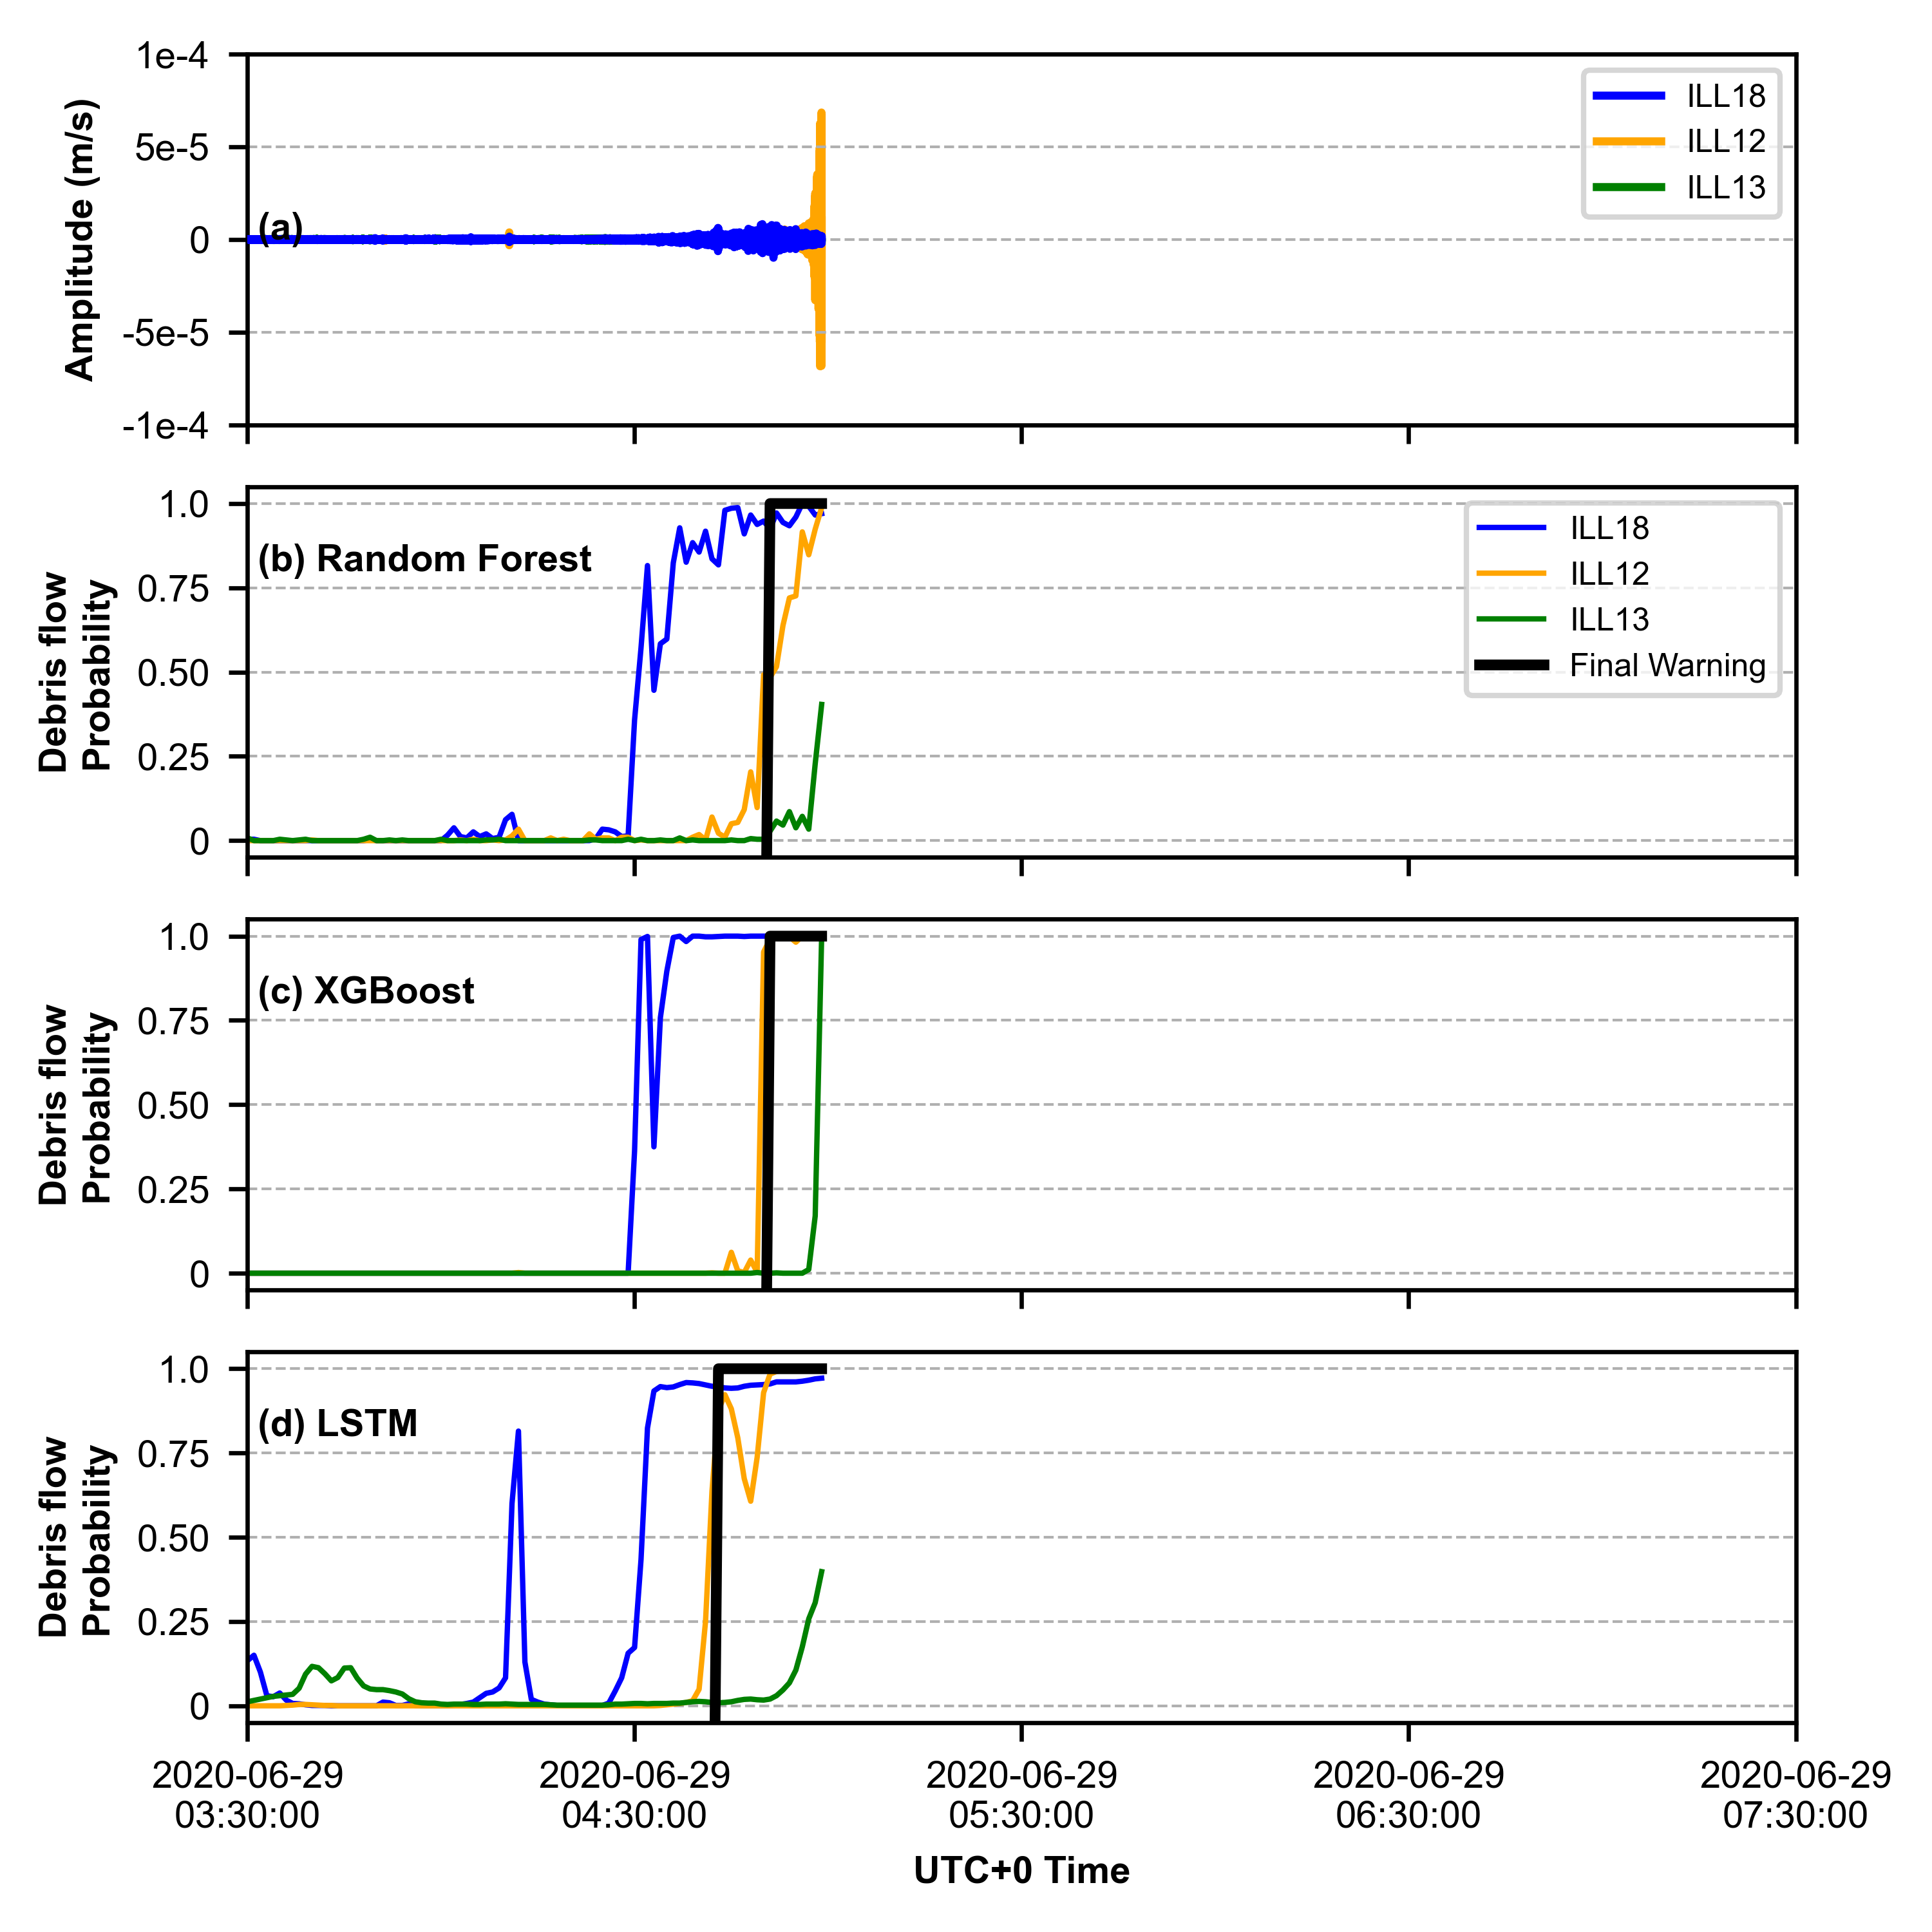 1e-4
5e-5
0
-5e-5
-1e-4
Amplitude (m/s)
(a)
ILL18
ILL12
ILL13
1.0
0.75
0.50
0.25
0
Debris flow
Probability
(b) Random Forest
ILL18
ILL12
ILL13
Final Warning
1.0
0.75
0.50
0.25
0
Debris flow
Probability
(c) XGBoost
1.0
0.75
0.50
0.25
0
Debris flow
Probability
(d) LSTM
2020-06-29
03:30:00
2020-06-29
04:30:00
2020-06-29
05:30:00
2020-06-29
06:30:00
2020-06-29
07:30:00
UTC+0 Time